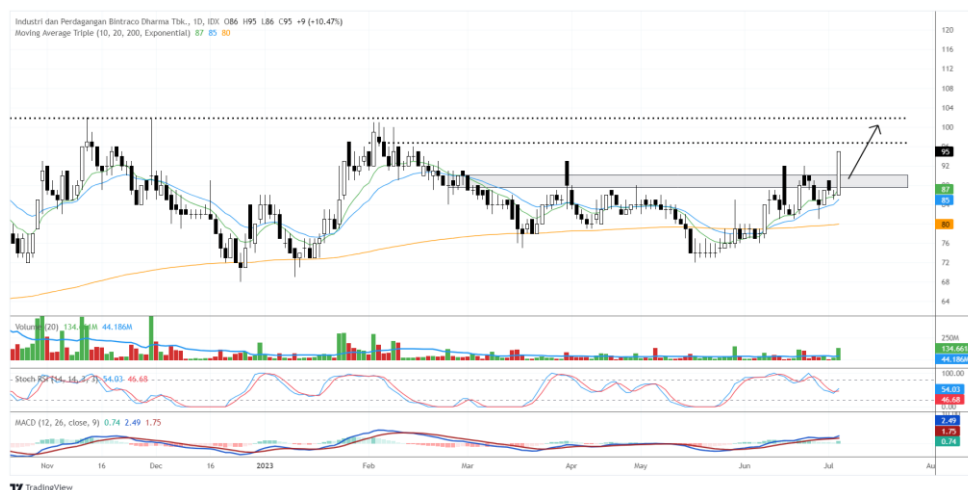 Industri dan Perdagangan Bintraco Dharma Tbk., 1D, IDX O86 H95 L86 C95 +9 (+10.47%)
Moving Average Triple (10, 20, 200, Exponential) 87 85 80
120
116
112
108
104
100
95
92
87
85
80
76
72
68
64
Volume (20) 44.186M
250M
134.661
44.186M
Stoch RSI (14, 14, 3, 3) 54.03 46.68
100.00
54.03
46.68
0.00
MACD (12, 26, close, 9) 0.74 2.49 1.75
2.49
1.75
0.74
Nov 16 Dec 16 2023 Feb Mar Apr May Jun Jul Au
TradingView